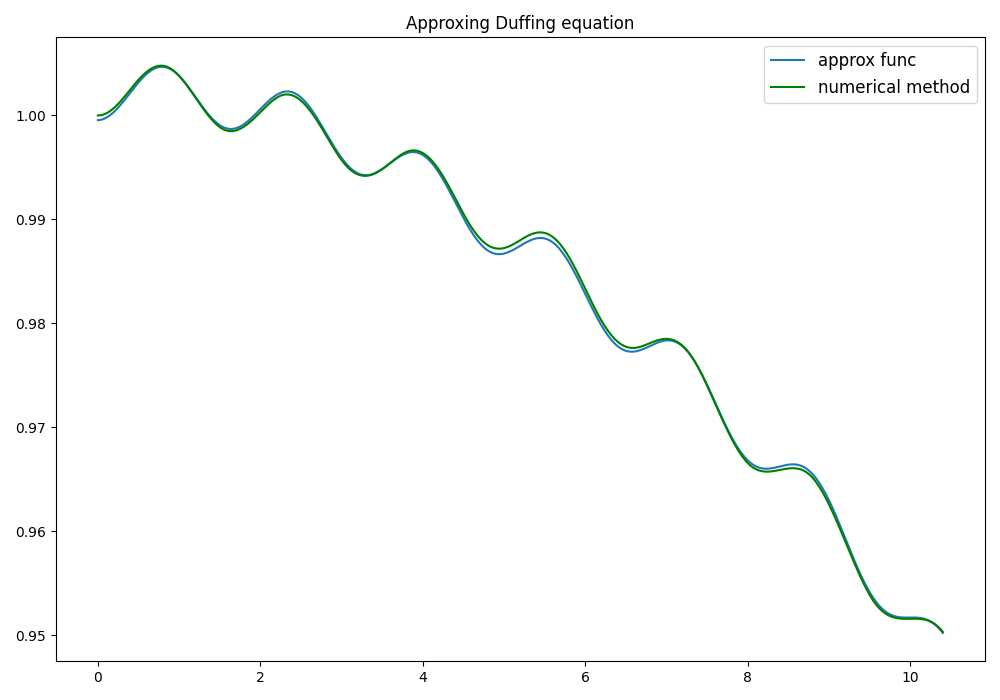 Approxing Duffing equation
approx func
numerical method
1.00
0.99
0.98
0.97
0.96
0.95
0 2 4 6 8 10